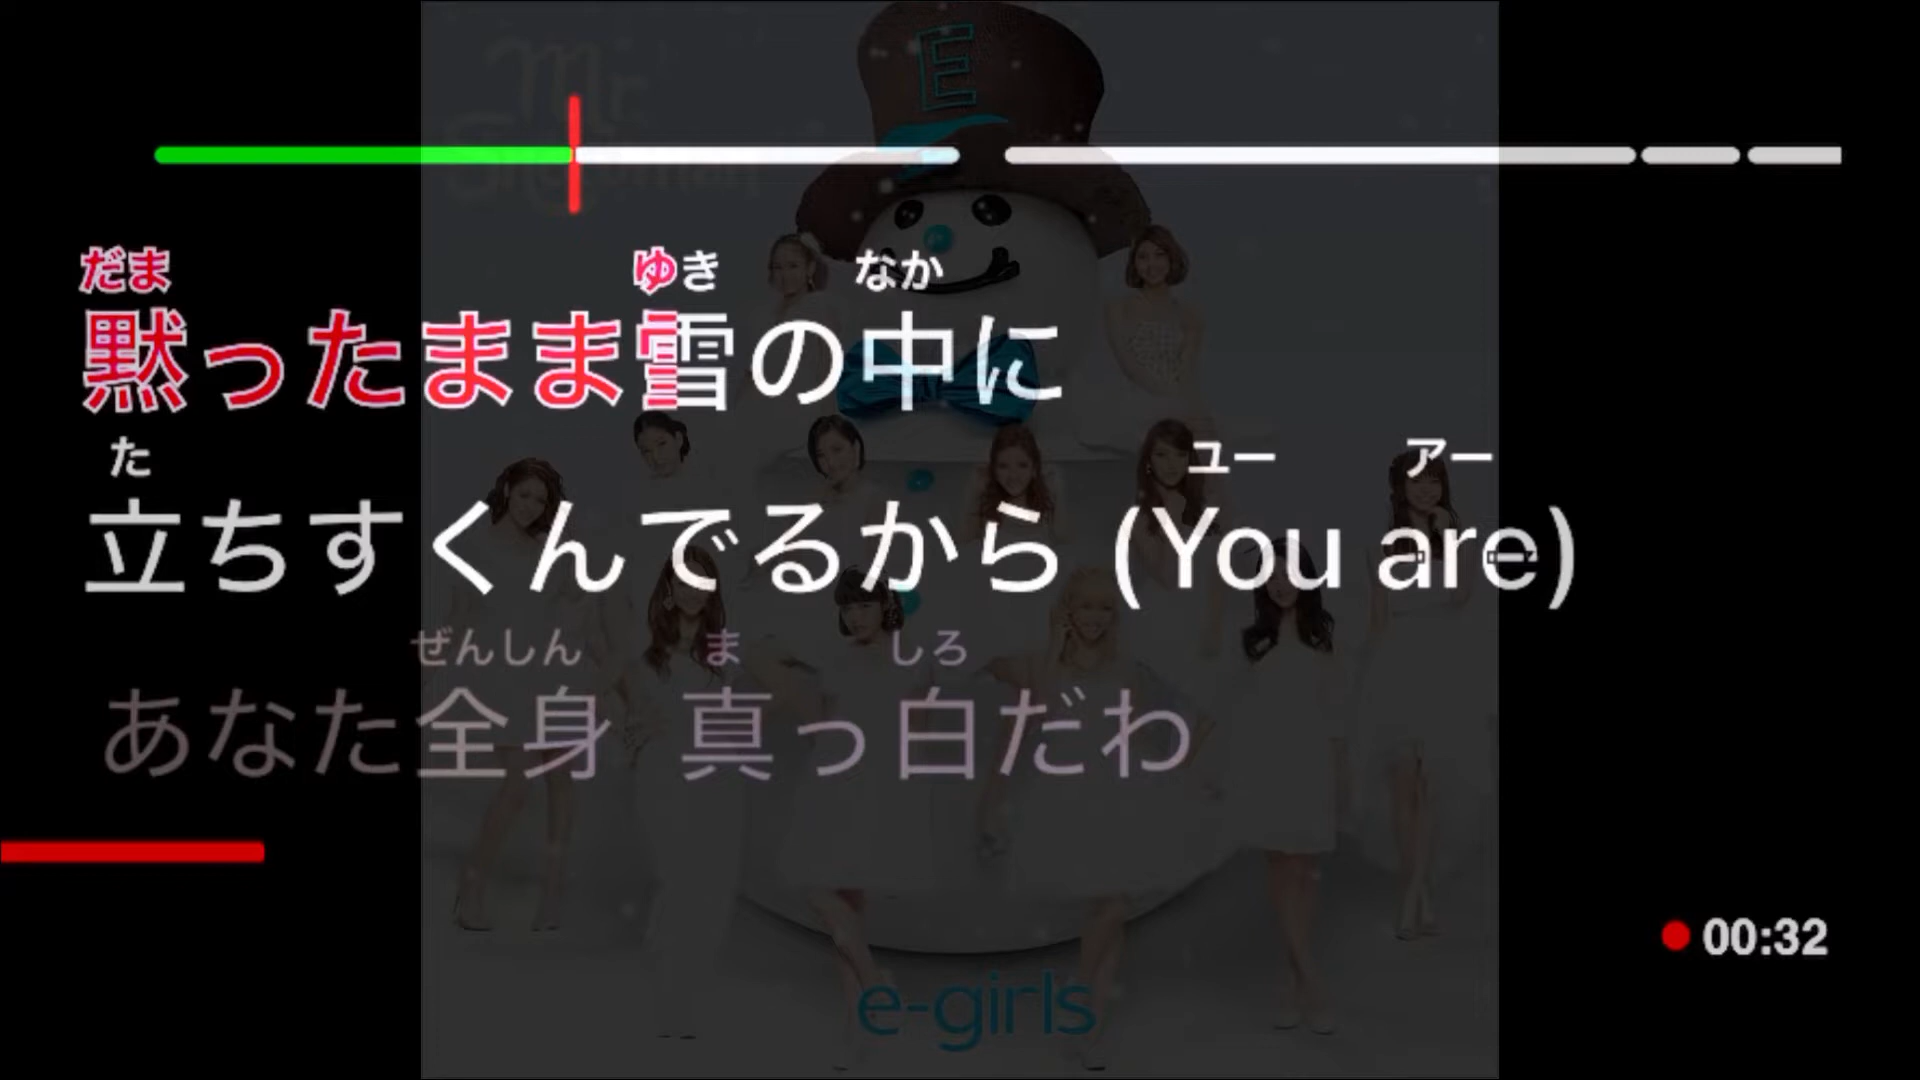 E
Mr.
Snowman
だま ゆき なか
黙ったまま雪の中に
た ユー アー
立ちすくんでるから (You are)
ぜんしん ま しろ
あなた全身 真っ白だわ
00:32
e-girls